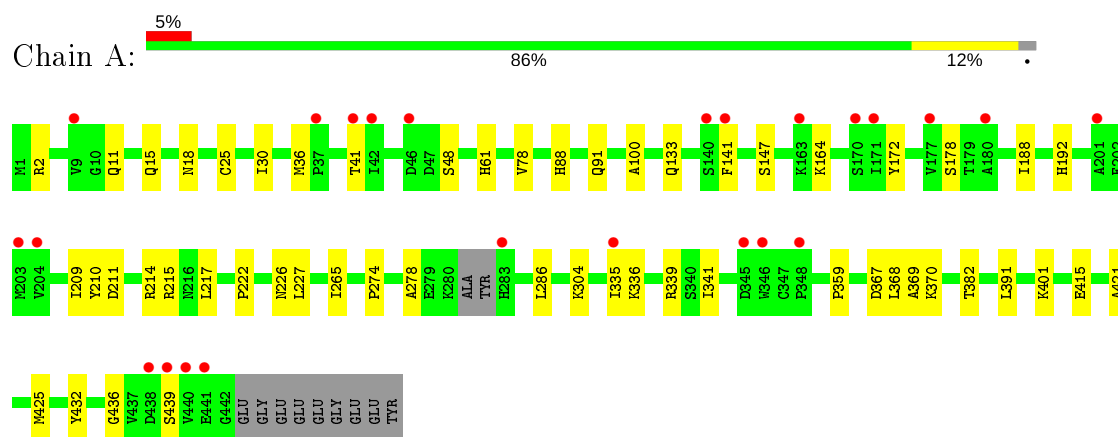 5%
Chain A:
86% 12% •
M1 R2 V9 G10 Q11 Q15 N18 C25 I30 M36 P37 T41 I42 D46 D47 S48 H61 V78 H88 Q91 A100 Q133 S140 F141 S147 K163 K164 S170 I171 Y172 V177 S178 T179 A180 I188 H192 A201
M203 V204 I209 Y210 D211 R214 R215 N216 L217 P222 N226 L227 I265 P274 A278 E279 K280 ALA TYR H283 L286 K304 I335 K336 R339 S340 I341 D345 W346 C347 P348 P359 D367 L368 A369 K370 T382 L391 K401 E415
M425 Y432 G436 V437 D438 S439 V440 E441 G442 GLU GLY GLU GLU GLU GLY GLU GLU TYR